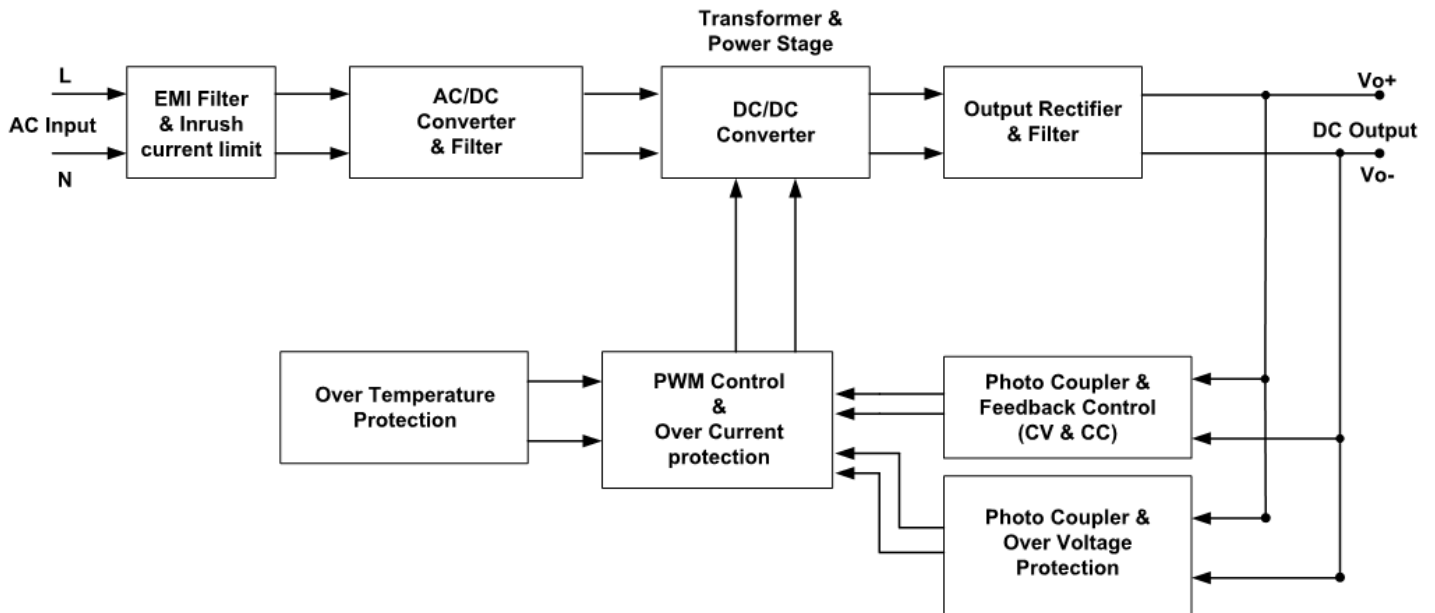 Transformer &
Power Stage
L
AC Input
N
EMI Filter
& Inrush
current limit
AC/DC
Converter
& Filter
DC/DC
Converter
Output Rectifier
& Filter
Vo+
DC Output
Vo-
Over Temperature
Protection
PWM Control
&
Over Current
protection
Photo Coupler &
Feedback Control
(CV & CC)
Photo Coupler &
Over Voltage
Protection